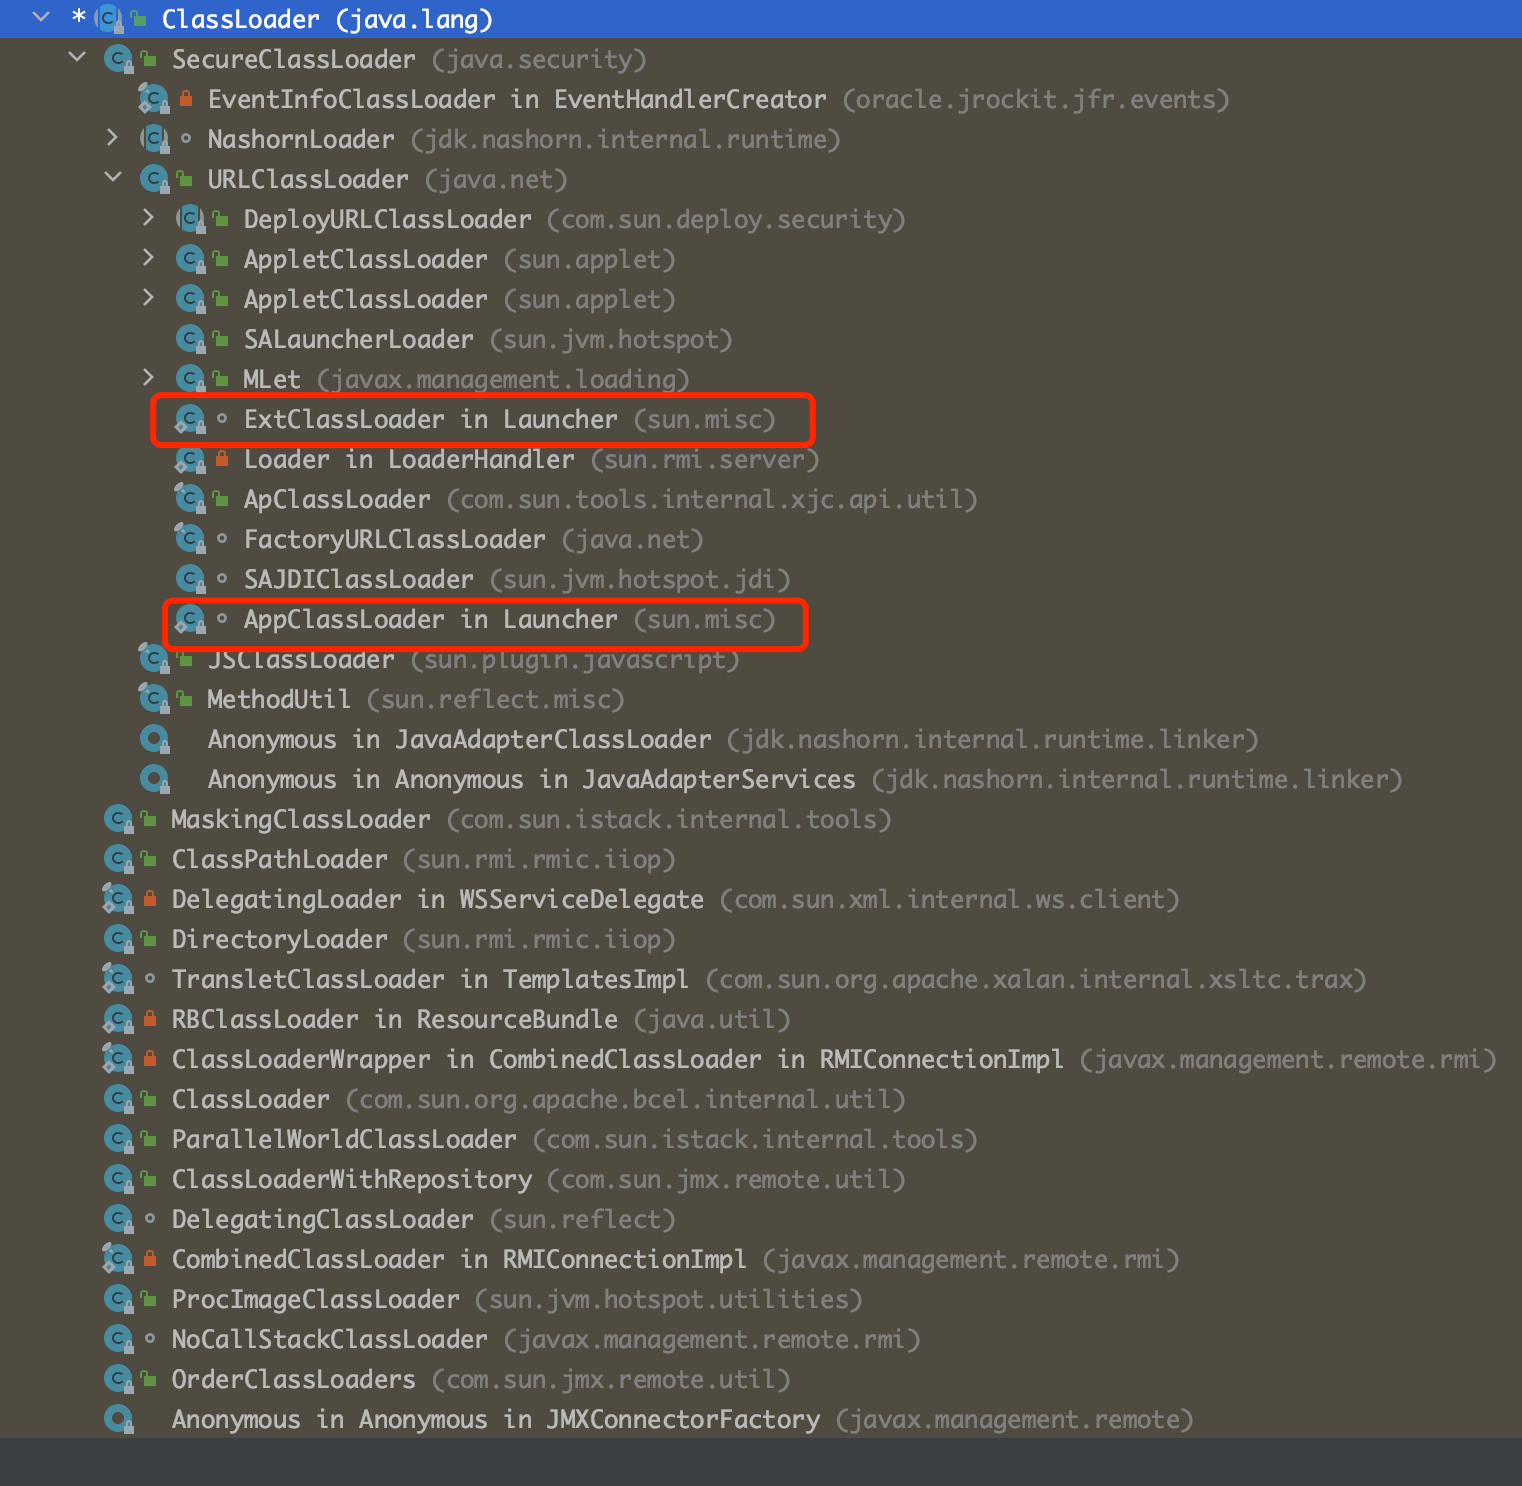 * ClassLoader (java.lang)
SecureClassLoader (java.security)
EventInfoClassLoader in EventHandlerCreator (oracle.jrockit.jfr.events)
NashornLoader (jdk.nashorn.internal.runtime)
URLClassLoader (java.net)
DeployURLClassLoader (com.sun.deploy.security)
AppletClassLoader (sun.applet)
AppletClassLoader (sun.applet)
SALauncherLoader (sun.jvm.hotspot)
MLet (javax.management.loading)
ExtClassLoader in Launcher (sun.misc)
Loader in LoaderHandler (sun.rmi.server)
ApClassLoader (com.sun.tools.internal.xjc.api.util)
FactoryURLClassLoader (java.net)
SAJDIClassLoader (sun.jvm.hotspot.jdi)
AppClassLoader in Launcher (sun.misc)
JSClassLoader (sun.plugin.javascript)
MethodUtil (sun.reflect.misc)
Anonymous in JavaAdapterClassLoader (jdk.nashorn.internal.runtime.linker)
Anonymous in Anonymous in JavaAdapterServices (jdk.nashorn.internal.runtime.linker)
MaskingClassLoader (com.sun.istack.internal.tools)
ClassPathLoader (sun.rmi.rmic.iiop)
DelegatingLoader in WSServiceDelegate (com.sun.xml.internal.ws.client)
DirectoryLoader (sun.rmi.rmic.iiop)
TransletClassLoader in TemplatesImpl (com.sun.org.apache.xalan.internal.xsltc.trax)
RBClassLoader in ResourceBundle (java.util)
ClassLoaderWrapper in CombinedClassLoader in RMIConnectionImpl (javax.management.remote.rmi)
ClassLoader (com.sun.org.apache.bcel.internal.util)
ParallelWorldClassLoader (com.sun.istack.internal.tools)
ClassLoaderWithRepository (com.sun.jmx.remote.util)
DelegatingClassLoader (sun.reflect)
CombinedClassLoader in RMIConnectionImpl (javax.management.remote.rmi)
ProcImageClassLoader (sun.jvm.hotspot.utilities)
NoCallStackClassLoader (javax.management.remote.rmi)
OrderClassLoaders (com.sun.jmx.remote.util)
Anonymous in Anonymous in JMXConnectorFactory (javax.management.remote)